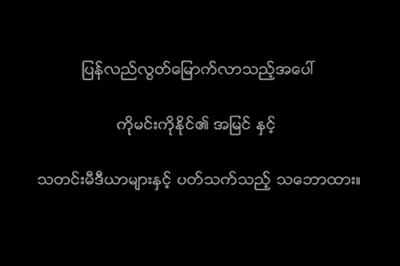 ပြန်လည်လွတ်မြောက်လာသည့်အပေါ်
ကိုမင်းကိုနိုင်၏ အမြင် နှင့်
သတင်းမီဒီယာများနှင့် ပတ်သက်သည့် သဘောထား။